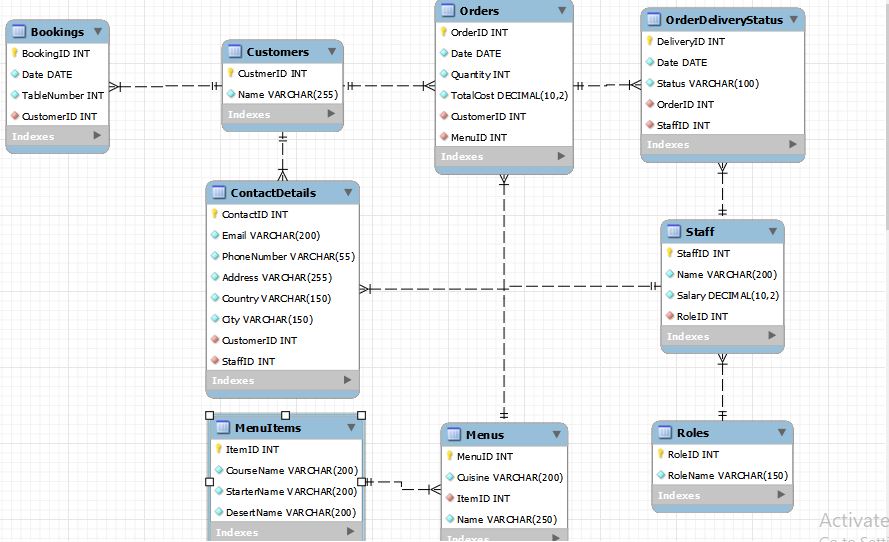 Bookings
BookingID INT
Date DATE
TableNumber INT
CustomerID INT
Indexes
Customers
CustmerID INT
Name VARCHAR(255)
Indexes
Orders
OrderID INT
Date DATE
Quantity INT
TotalCost DECIMAL(10,2)
CustomerID INT
MenuID INT
Indexes
OrderDeliveryStatus
DeliveryID INT
Date DATE
Status VARCHAR(100)
OrderID INT
StaffID INT
Indexes
ContactDetails
ContactID INT
Email VARCHAR(200)
PhoneNumber VARCHAR(55)
Address VARCHAR(255)
Country VARCHAR(150)
City VARCHAR(150)
CustomerID INT
StaffID INT
Indexes
Staff
StaffID INT
Name VARCHAR(200)
Salary DECIMAL(10,2)
RoleID INT
Indexes
MenuItems
ItemID INT
CourseName VARCHAR(200)
StarterName VARCHAR(200)
DesertName VARCHAR(200)
Indexes
Menus
MenuID INT
Cuisine VARCHAR(200)
ItemID INT
Name VARCHAR(250)
Indexes
Roles
RoleID INT
RoleName VARCHAR(150)
Indexes
Activate